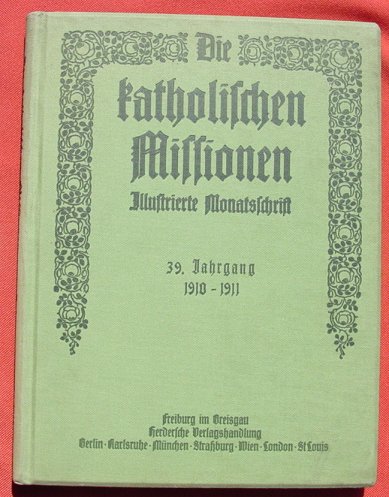 Die
katholischen
Missionen
Illustrierte Monatsschrift
39. Jahrgang
1910-1911
Freiburg im Breisgau
Herdersche Verlagshandlung
Berlin·Karlsruhe·München·Straßburg·Wien·London·St Louis